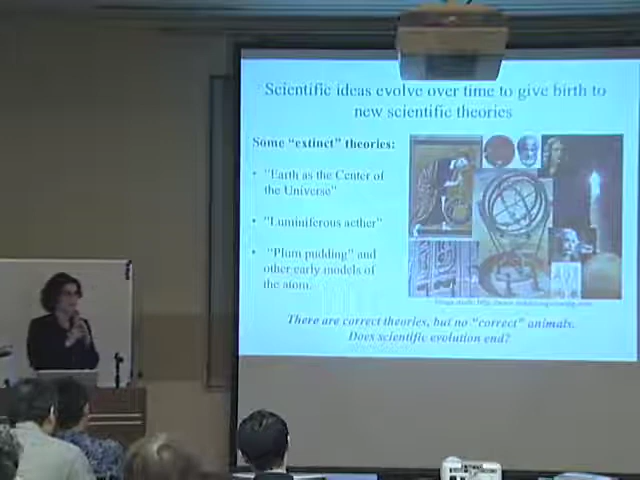 Scientific ideas evolve over time to give birth to
new scientific theories
Some "extinct" theories:
• "Earth as the Center of
the Universe"
• "Luminiferous aether"
• "Plum pudding" and
other early models of
the atom.
There are correct theories, but no "correct" animals.
Does scientific evolution end?